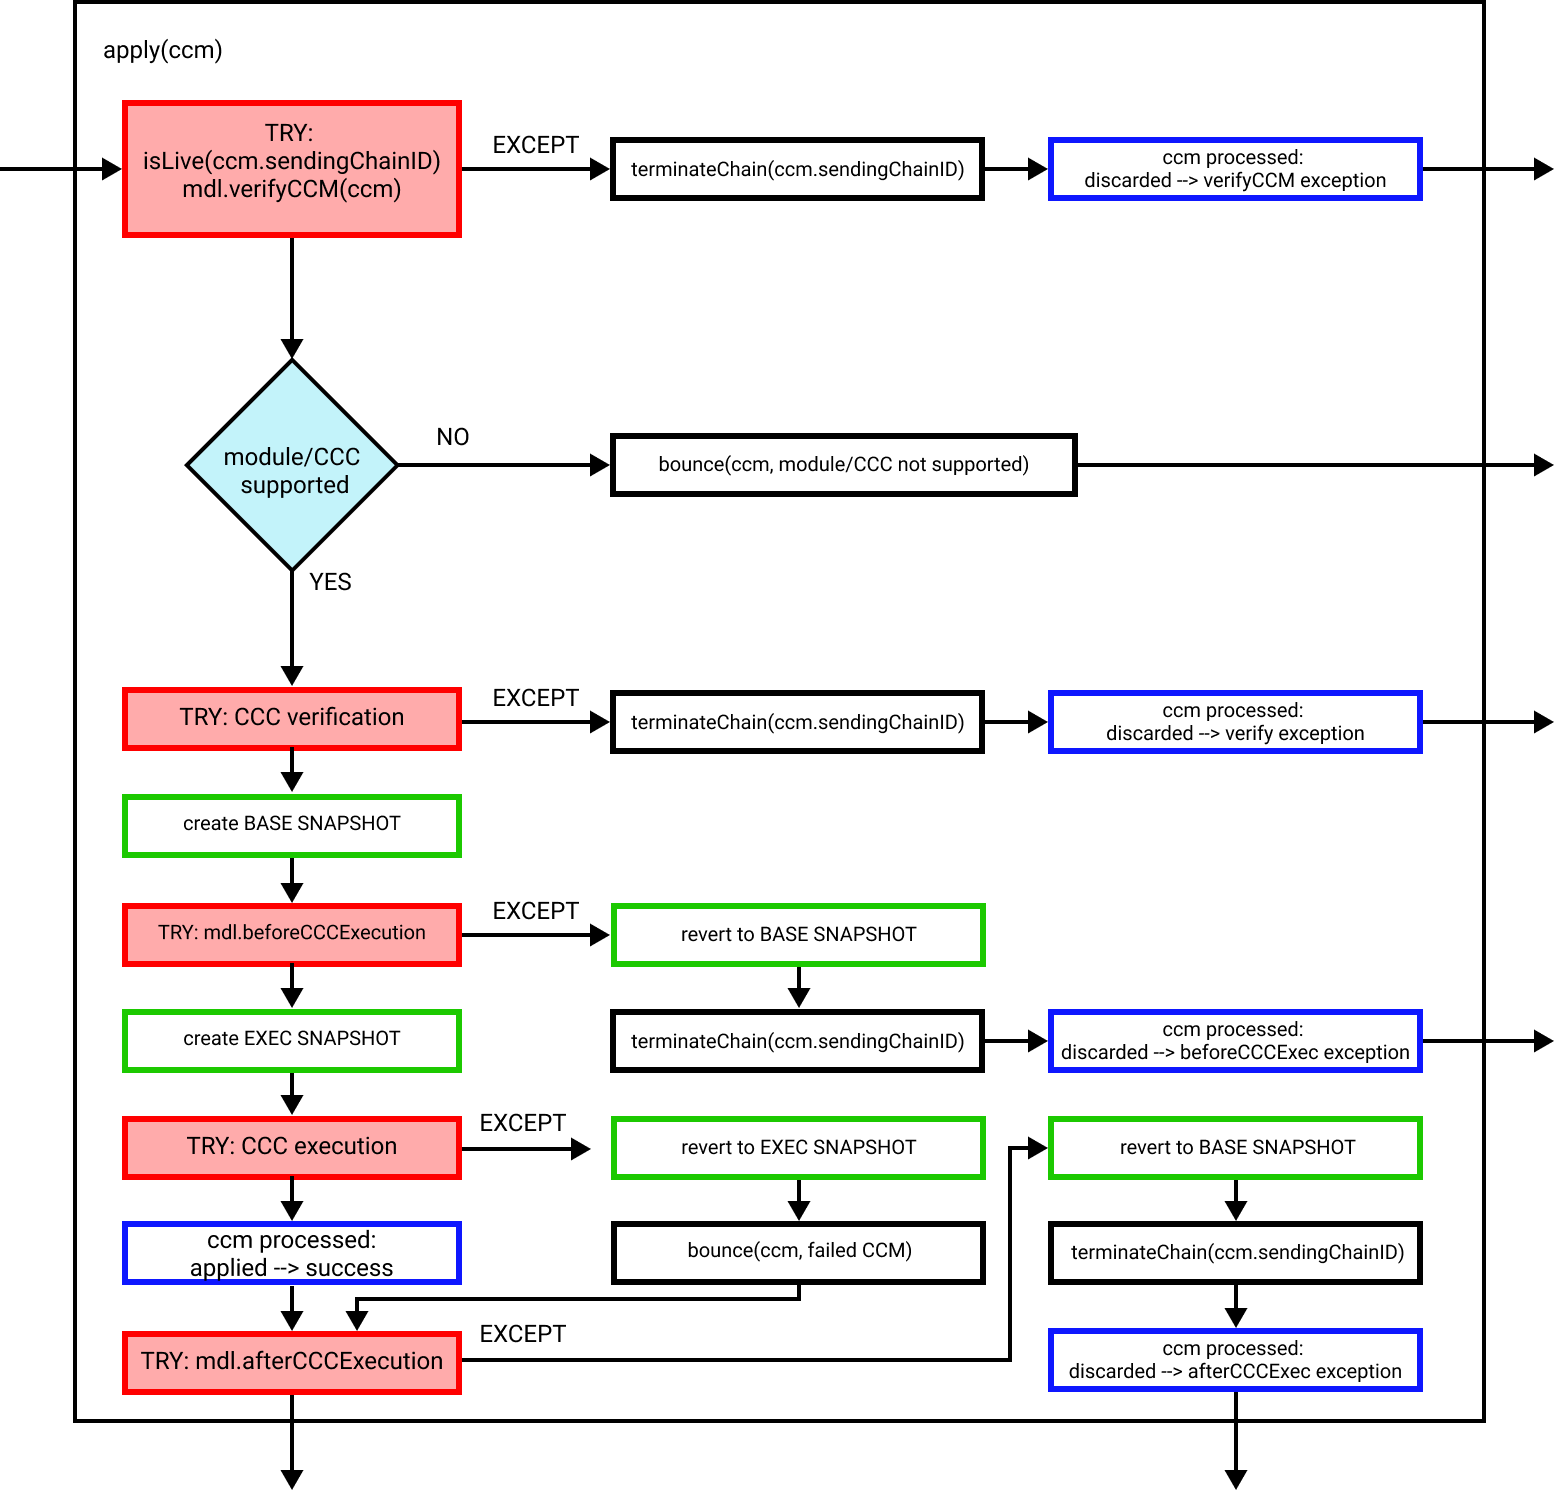 apply(ccm)
TRY:
isLive(ccm.sendingChainID)
mdl.verifyCCM(ccm)
EXCEPT
terminateChain(ccm.sendingChainID)
ccm processed:
discarded --> verifyCCM exception
module/CCC
supported
NO
bounce(ccm, module/CCC not supported)
YES
TRY: CCC verification
EXCEPT
terminateChain(ccm.sendingChainID)
ccm processed:
discarded --> verify exception
create BASE SNAPSHOT
TRY: mdl.beforeCCCExecution
EXCEPT
revert to BASE SNAPSHOT
create EXEC SNAPSHOT
terminateChain(ccm.sendingChainID)
ccm processed:
discarded --> beforeCCCExec exception
TRY: CCC execution
EXCEPT
revert to EXEC SNAPSHOT
revert to BASE SNAPSHOT
ccm processed:
applied --> success
bounce(ccm, failed CCM)
terminateChain(ccm.sendingChainID)
TRY: mdl.afterCCCExecution
EXCEPT
ccm processed:
discarded --> afterCCCExec exception